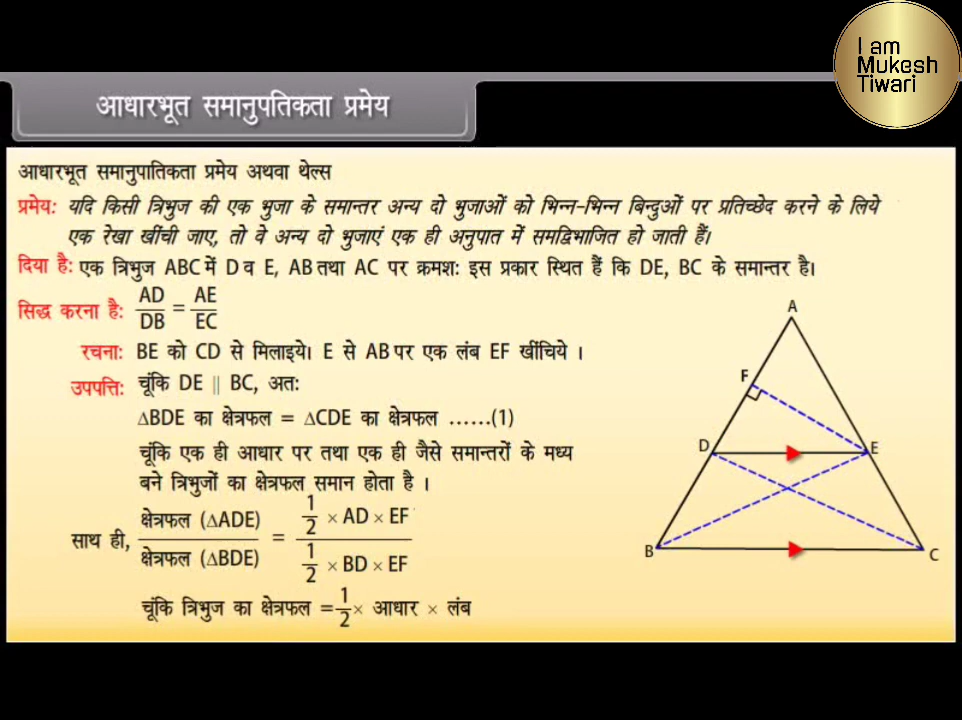 I am
Mukesh
Tiwari
आधारभूत समानुपतिकता प्रमेय
आधारभूत समानुपातिकता प्रमेय अथवा थेल्स
प्रमेय: यदि किसी त्रिभुज की एक भुजा के समान्तर अन्य दो भुजाओं को भिन्न-भिन्न बिन्दुओं पर प्रतिच्छेद करने के लिये
एक रेखा खींची जाए, तो वे अन्य दो भुजाएं एक ही अनुपात में समद्विभाजित हो जाती हैं।
दिया है: एक त्रिभुज ABC में D व E, AB तथा AC पर क्रमशः इस प्रकार स्थित हैं कि DE, BC के समान्तर है।
सिद्ध करना है: AD/DB = AE/EC
रचना: BE को CD से मिलाइये। E से AB पर एक लंब EF खींचिये ।
उपपत्ति: चूंकि DE || BC, अतः
∆BDE का क्षेत्रफल = ∆CDE का क्षेत्रफल ......(1)
चूंकि एक ही आधार पर तथा एक ही जैसे समान्तरों के मध्य
बने त्रिभुजों का क्षेत्रफल समान होता है ।
साथ ही, क्षेत्रफल (∆ADE)/क्षेत्रफल (∆BDE) = 1/2 × AD × EF / 1/2 × BD × EF
चूंकि त्रिभुज का क्षेत्रफल = 1/2 × आधार × लंब
A
F
D
E
B
C